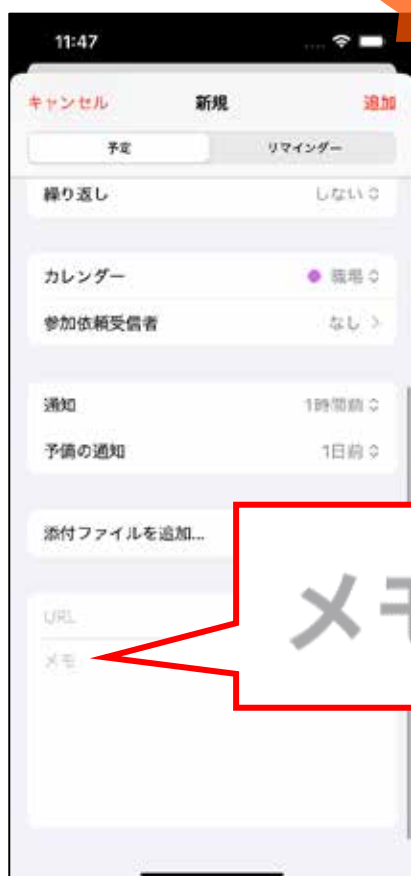 11:47
キャンセル 新規 追加
予定 リマインダー
繰り返し しない
カレンダー 職場
参加依頼受信者 なし
通知 1時間前
予備の通知 1日前
添付ファイルを追加...
URL
メモ
メモ